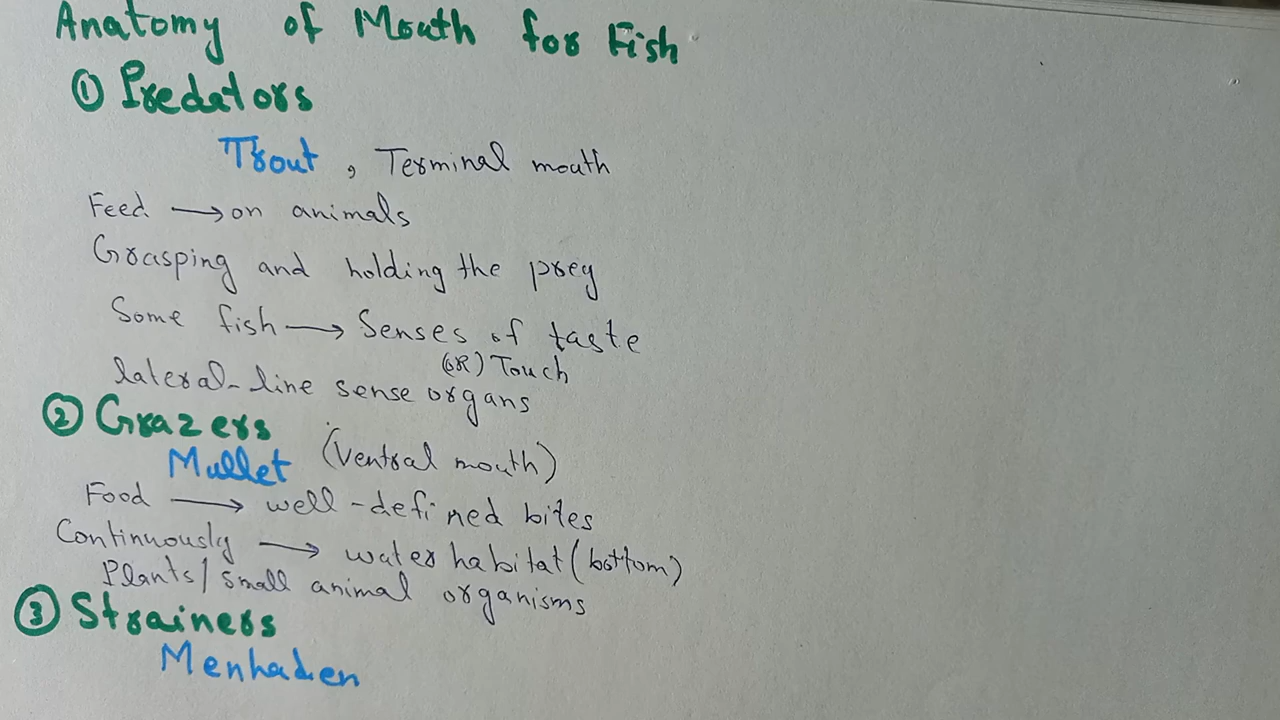 Anatomy of Mouth for Fish
① Predators
Trout, Terminal mouth
Feed → on animals
Grasping and holding the prey
Some fish → Senses of taste
(OR) Touch
lateral-line sense organs
② Grazers
Mullet (Ventral mouth)
Food → well-defined bites
Continuously → water habitat (bottom)
Plants/small animal organisms
③ Strainers
Menhaden